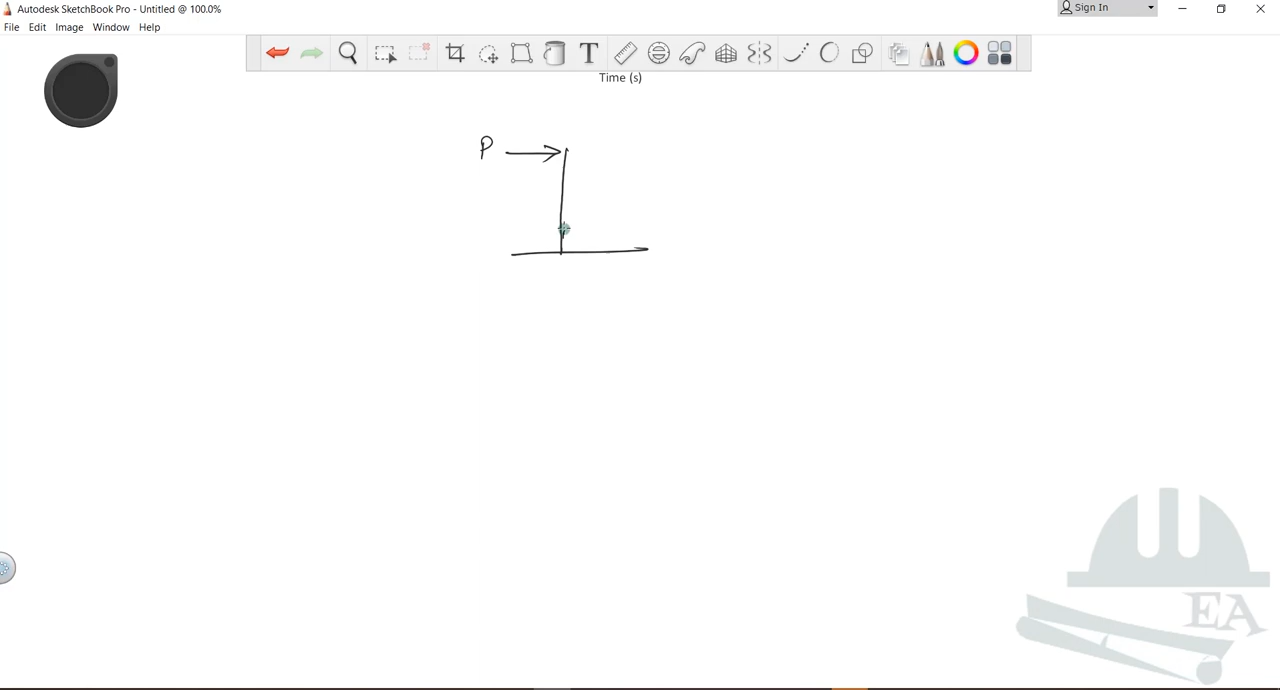 Autodesk SketchBook Pro - Untitled @ 100.0%
Sign In
File Edit Image Window Help
T
Time (s)
P
EA